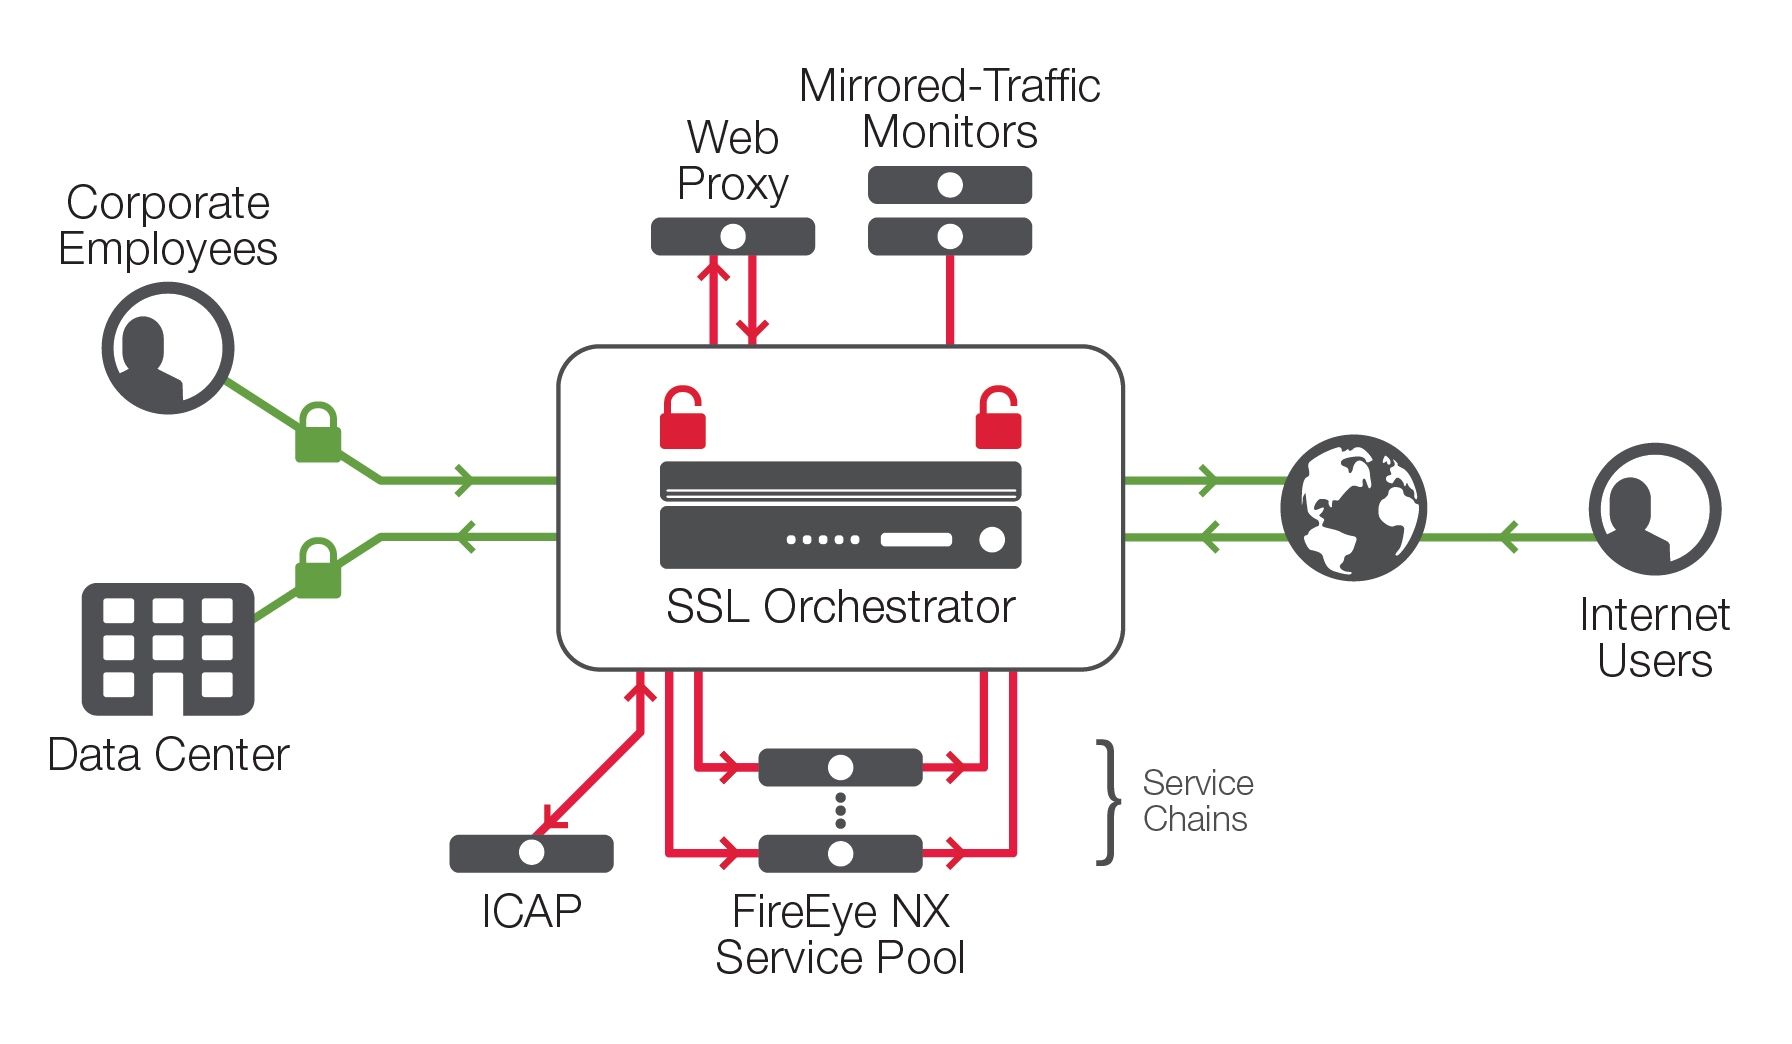 Mirrored-Traffic
Monitors
Web
Proxy
Corporate
Employees
SSL Orchestrator
Internet
Users
Data Center
Service
Chains
ICAP
FireEye NX
Service Pool